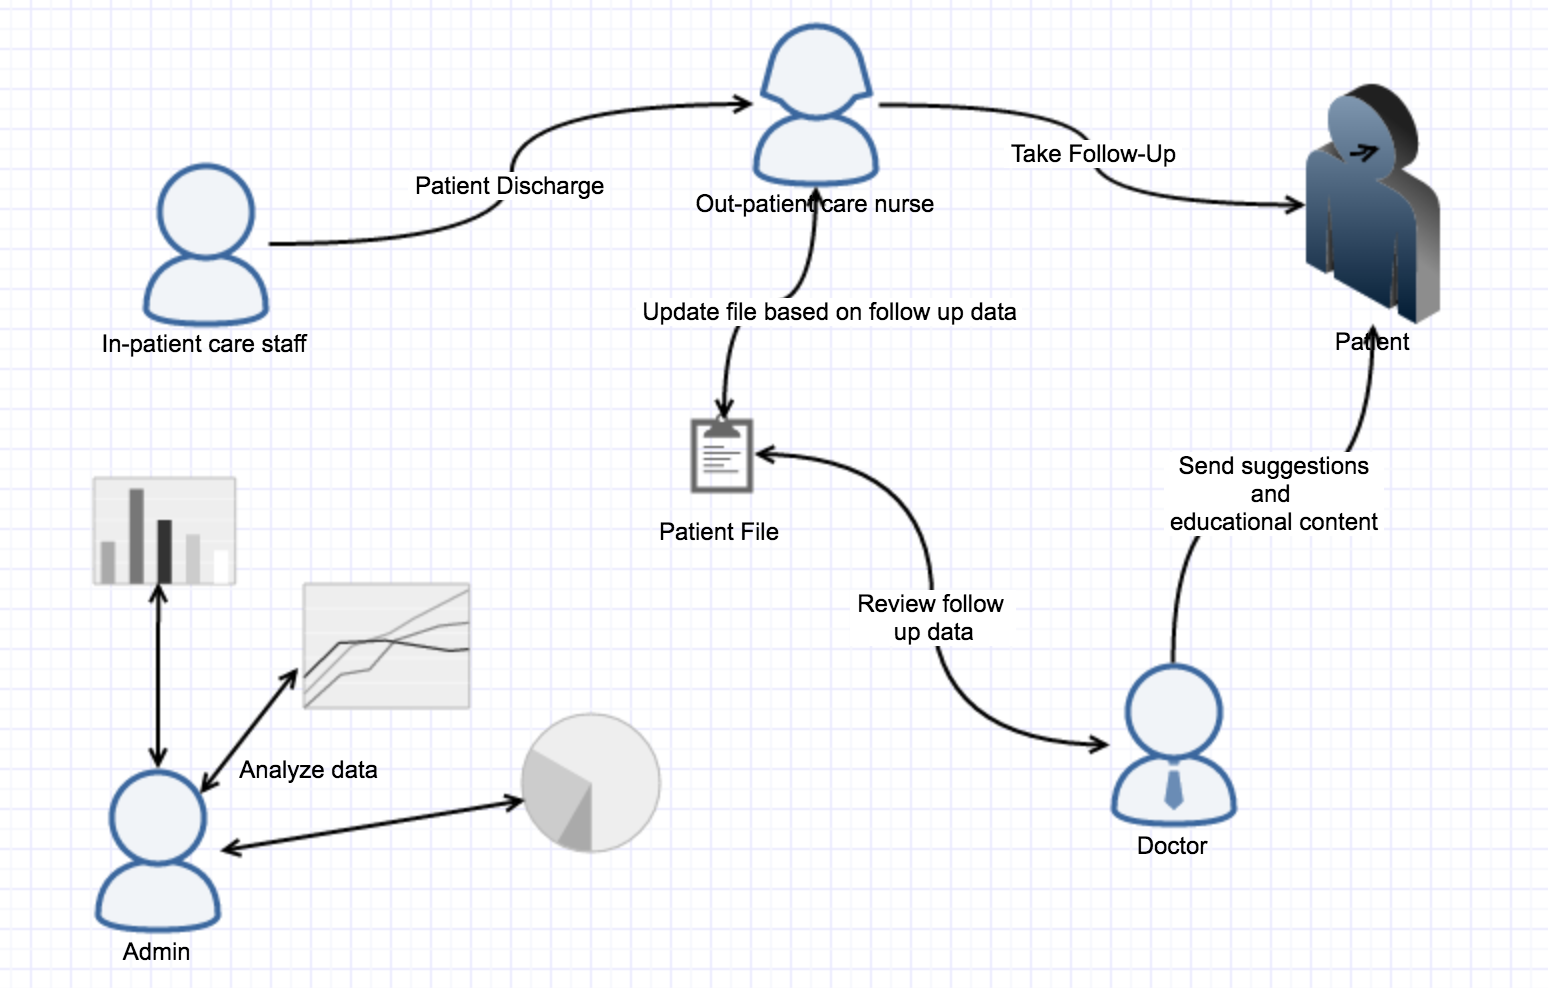 Patient Discharge
Take Follow-Up
Out-patient care nurse
In-patient care staff
Update file based on follow up data
Patient
Send suggestions
and
educational content
Patient File
Review follow
up data
Analyze data
Doctor
Admin